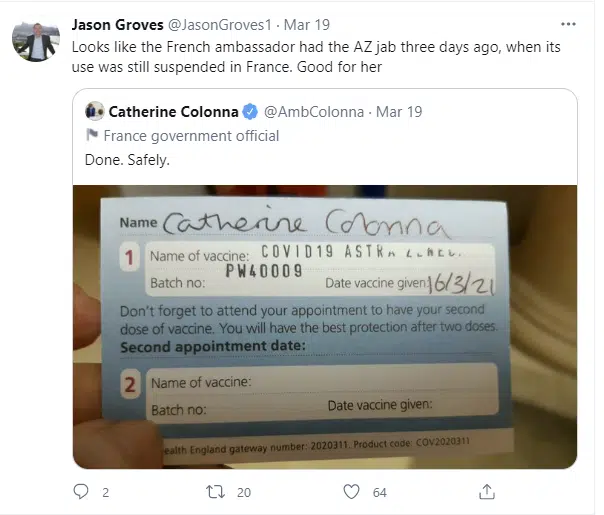 Jason Groves @JasonGroves1 · Mar 19
Looks like the French ambassador had the AZ jab three days ago, when its
use was still suspended in France. Good for her
Catherine Colonna @AmbColonna · Mar 19
France government official
Done. Safely.
Name Catherine Colonna
1 Name of vaccine: COVID19
Batch no: PW40009 Date vaccine given: 16/3/21
Don't forget to attend your appointment to have your second
dose of vaccine. You will have the best protection after two doses.
Second appointment date:
2 Name of vaccine:
Batch no: Date vaccine given:
England gateway number: 2020311. Product code: COV2020311
2 20 64